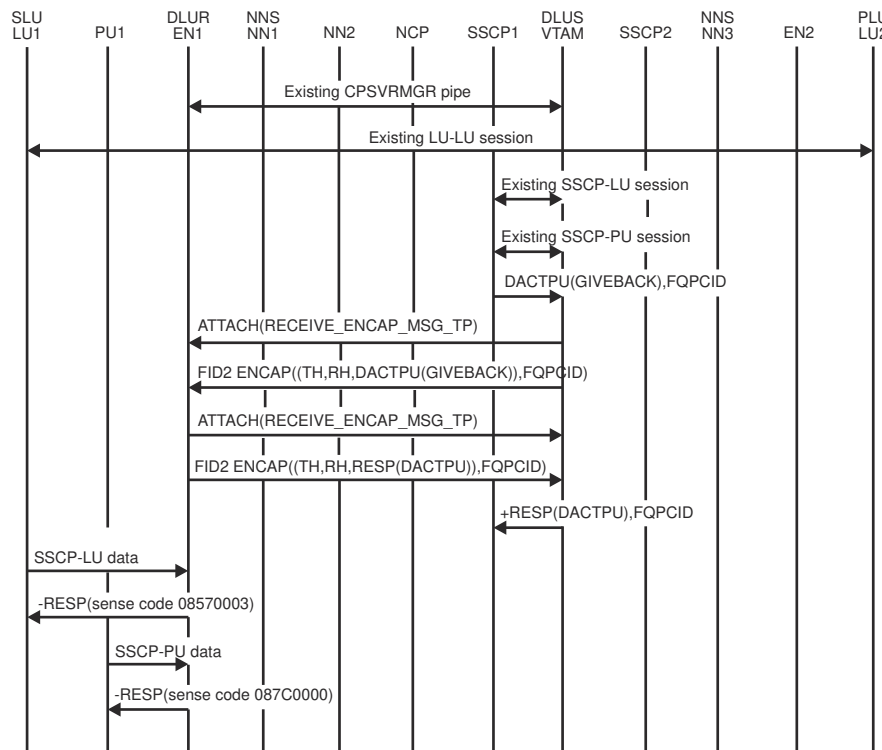 SLU LU1
PU1
DLUR EN1
NNS NN1
NN2
NCP
SSCP1
DLUS VTAM
SSCP2
NNS NN3
EN2
PLU LU2
Existing CPSVRMGR pipe
Existing LU-LU session
Existing SSCP-LU session
Existing SSCP-PU session
DACTPU(GIVEBACK),FQPCID
ATTACH(RECEIVE_ENCAP_MSG_TP)
FID2 ENCAP((TH,RH,DACTPU(GIVEBACK)),FQPCID)
ATTACH(RECEIVE_ENCAP_MSG_TP)
FID2 ENCAP((TH,RH,RESP(DACTPU)),FQPCID)
+RESP(DACTPU),FQPCID
SSCP-LU data
-RESP(sense code 08570003)
SSCP-PU data
-RESP(sense code 087C0000)